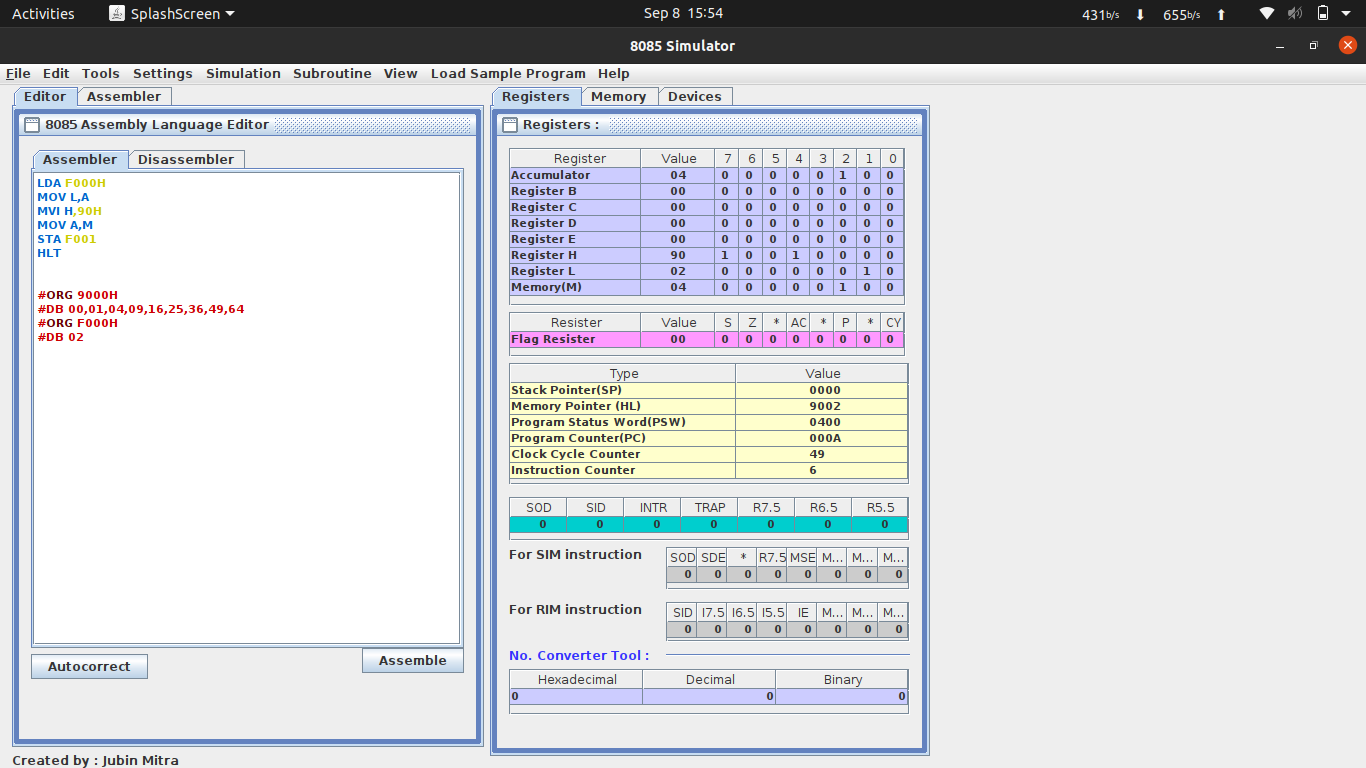 Activities SplashScreen Sep 8 15:54 431b/s 655b/s
8085 Simulator
File Edit Tools Settings Simulation Subroutine View Load Sample Program Help
Editor Assembler
8085 Assembly Language Editor
Assembler Disassembler
LDA F000H
MOV L,A
MVI H,90H
MOV A,M
STA F001
HLT
#ORG 9000H
#DB 00,01,04,09,16,25,36,49,64
#ORG F000H
#DB 02
Autocorrect Assemble
Registers Memory Devices
Registers :
Register Value 7 6 5 4 3 2 1 0
Accumulator 04 0 0 0 0 0 1 0 0
Register B 00 0 0 0 0 0 0 0 0
Register C 00 0 0 0 0 0 0 0 0
Register D 00 0 0 0 0 0 0 0 0
Register E 00 0 0 0 0 0 0 0 0
Register H 90 1 0 0 1 0 0 0 0
Register L 02 0 0 0 0 0 0 1 0
Memory(M) 04 0 0 0 0 0 1 0 0
Resister Value S Z * AC * P * CY
Flag Resister 00 0 0 0 0 0 0 0 0
Type Value
Stack Pointer(SP) 0000
Memory Pointer (HL) 9002
Program Status Word(PSW) 0400
Program Counter(PC) 000A
Clock Cycle Counter 49
Instruction Counter 6
SOD SID INTR TRAP R7.5 R6.5 R5.5
0 0 0 0 0 0 0
For SIM instruction
SOD SDE * R7.5 MSE M... M... M...
0 0 0 0 0 0 0 0
For RIM instruction
SID I7.5 I6.5 I5.5 IE M... M... M...
0 0 0 0 0 0 0 0
No. Converter Tool :
Hexadecimal Decimal Binary
0 0 0
Created by : Jubin Mitra